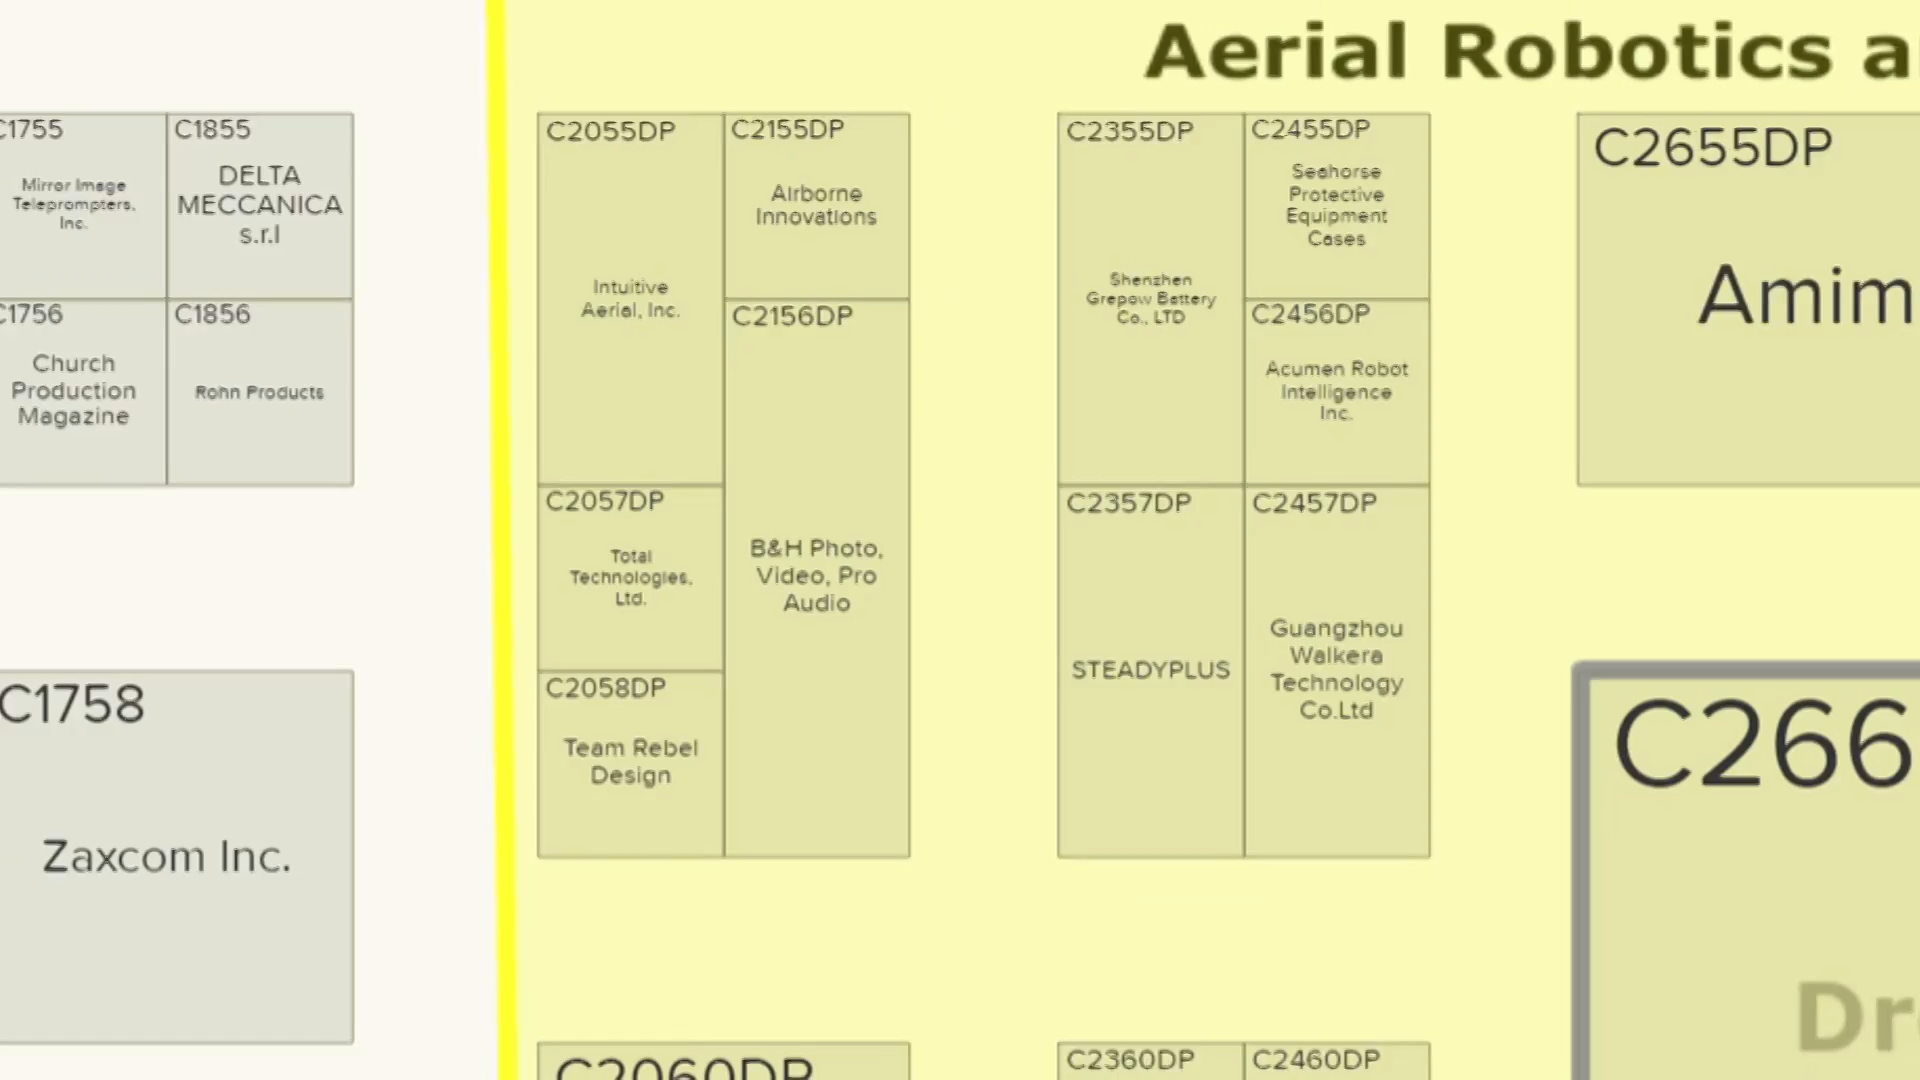 Aerial Robotics a
C1755
Mirror Image
Teleprompters,
Inc.
C1855
DELTA
MECCANICA
s.r.l
C1756
Church
Production
Magazine
C1856
Rohn Products
C1758
Zaxcom Inc.
C2055DP
Intuitive
Aerial, Inc.
C2155DP
Airborne
Innovations
C2156DP
B&H Photo,
Video, Pro
Audio
C2057DP
Total
Technologies,
Ltd.
C2058DP
Team Rebel
Design
C2060DP
C2355DP
Shenzhen
Grepow Battery
Co., LTD
C2455DP
Seahorse
Protective
Equipment
Cases
C2456DP
Acumen Robot
Intelligence
Inc.
C2357DP
STEADYPLUS
C2457DP
Guangzhou
Walkera
Technology
Co.Ltd
C2360DP
C2460DP
C2655DP
Amim
C266
Dr